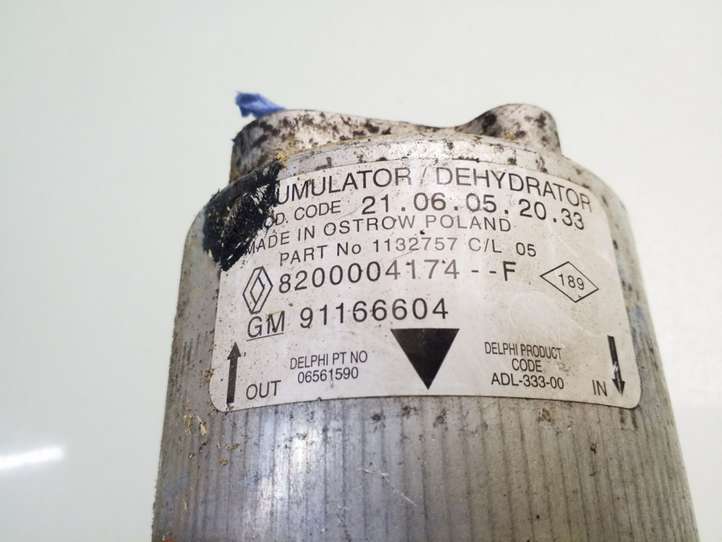 UMULATOR / DEHYDRATOR
OD. CODE 21.06.05.20.33
MADE IN OSTROW POLAND
PART No 1132757 C/L 05
8200004174--F 189
GM 91166604
DELPHI PT NO
06561590
DELPHI PRODUCT
CODE
ADL-333-00
OUT
IN